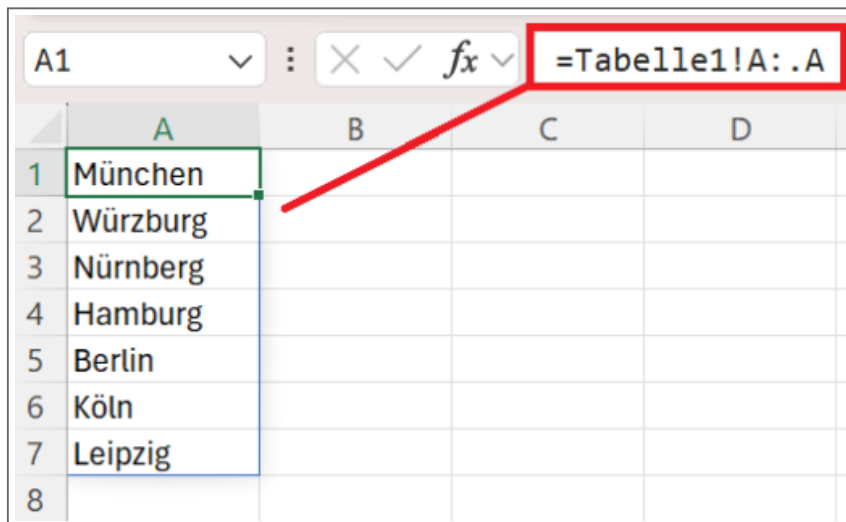 A1 fx =Tabelle1!A:.A
A B C D
1 München
2 Würzburg
3 Nürnberg
4 Hamburg
5 Berlin
6 Köln
7 Leipzig
8